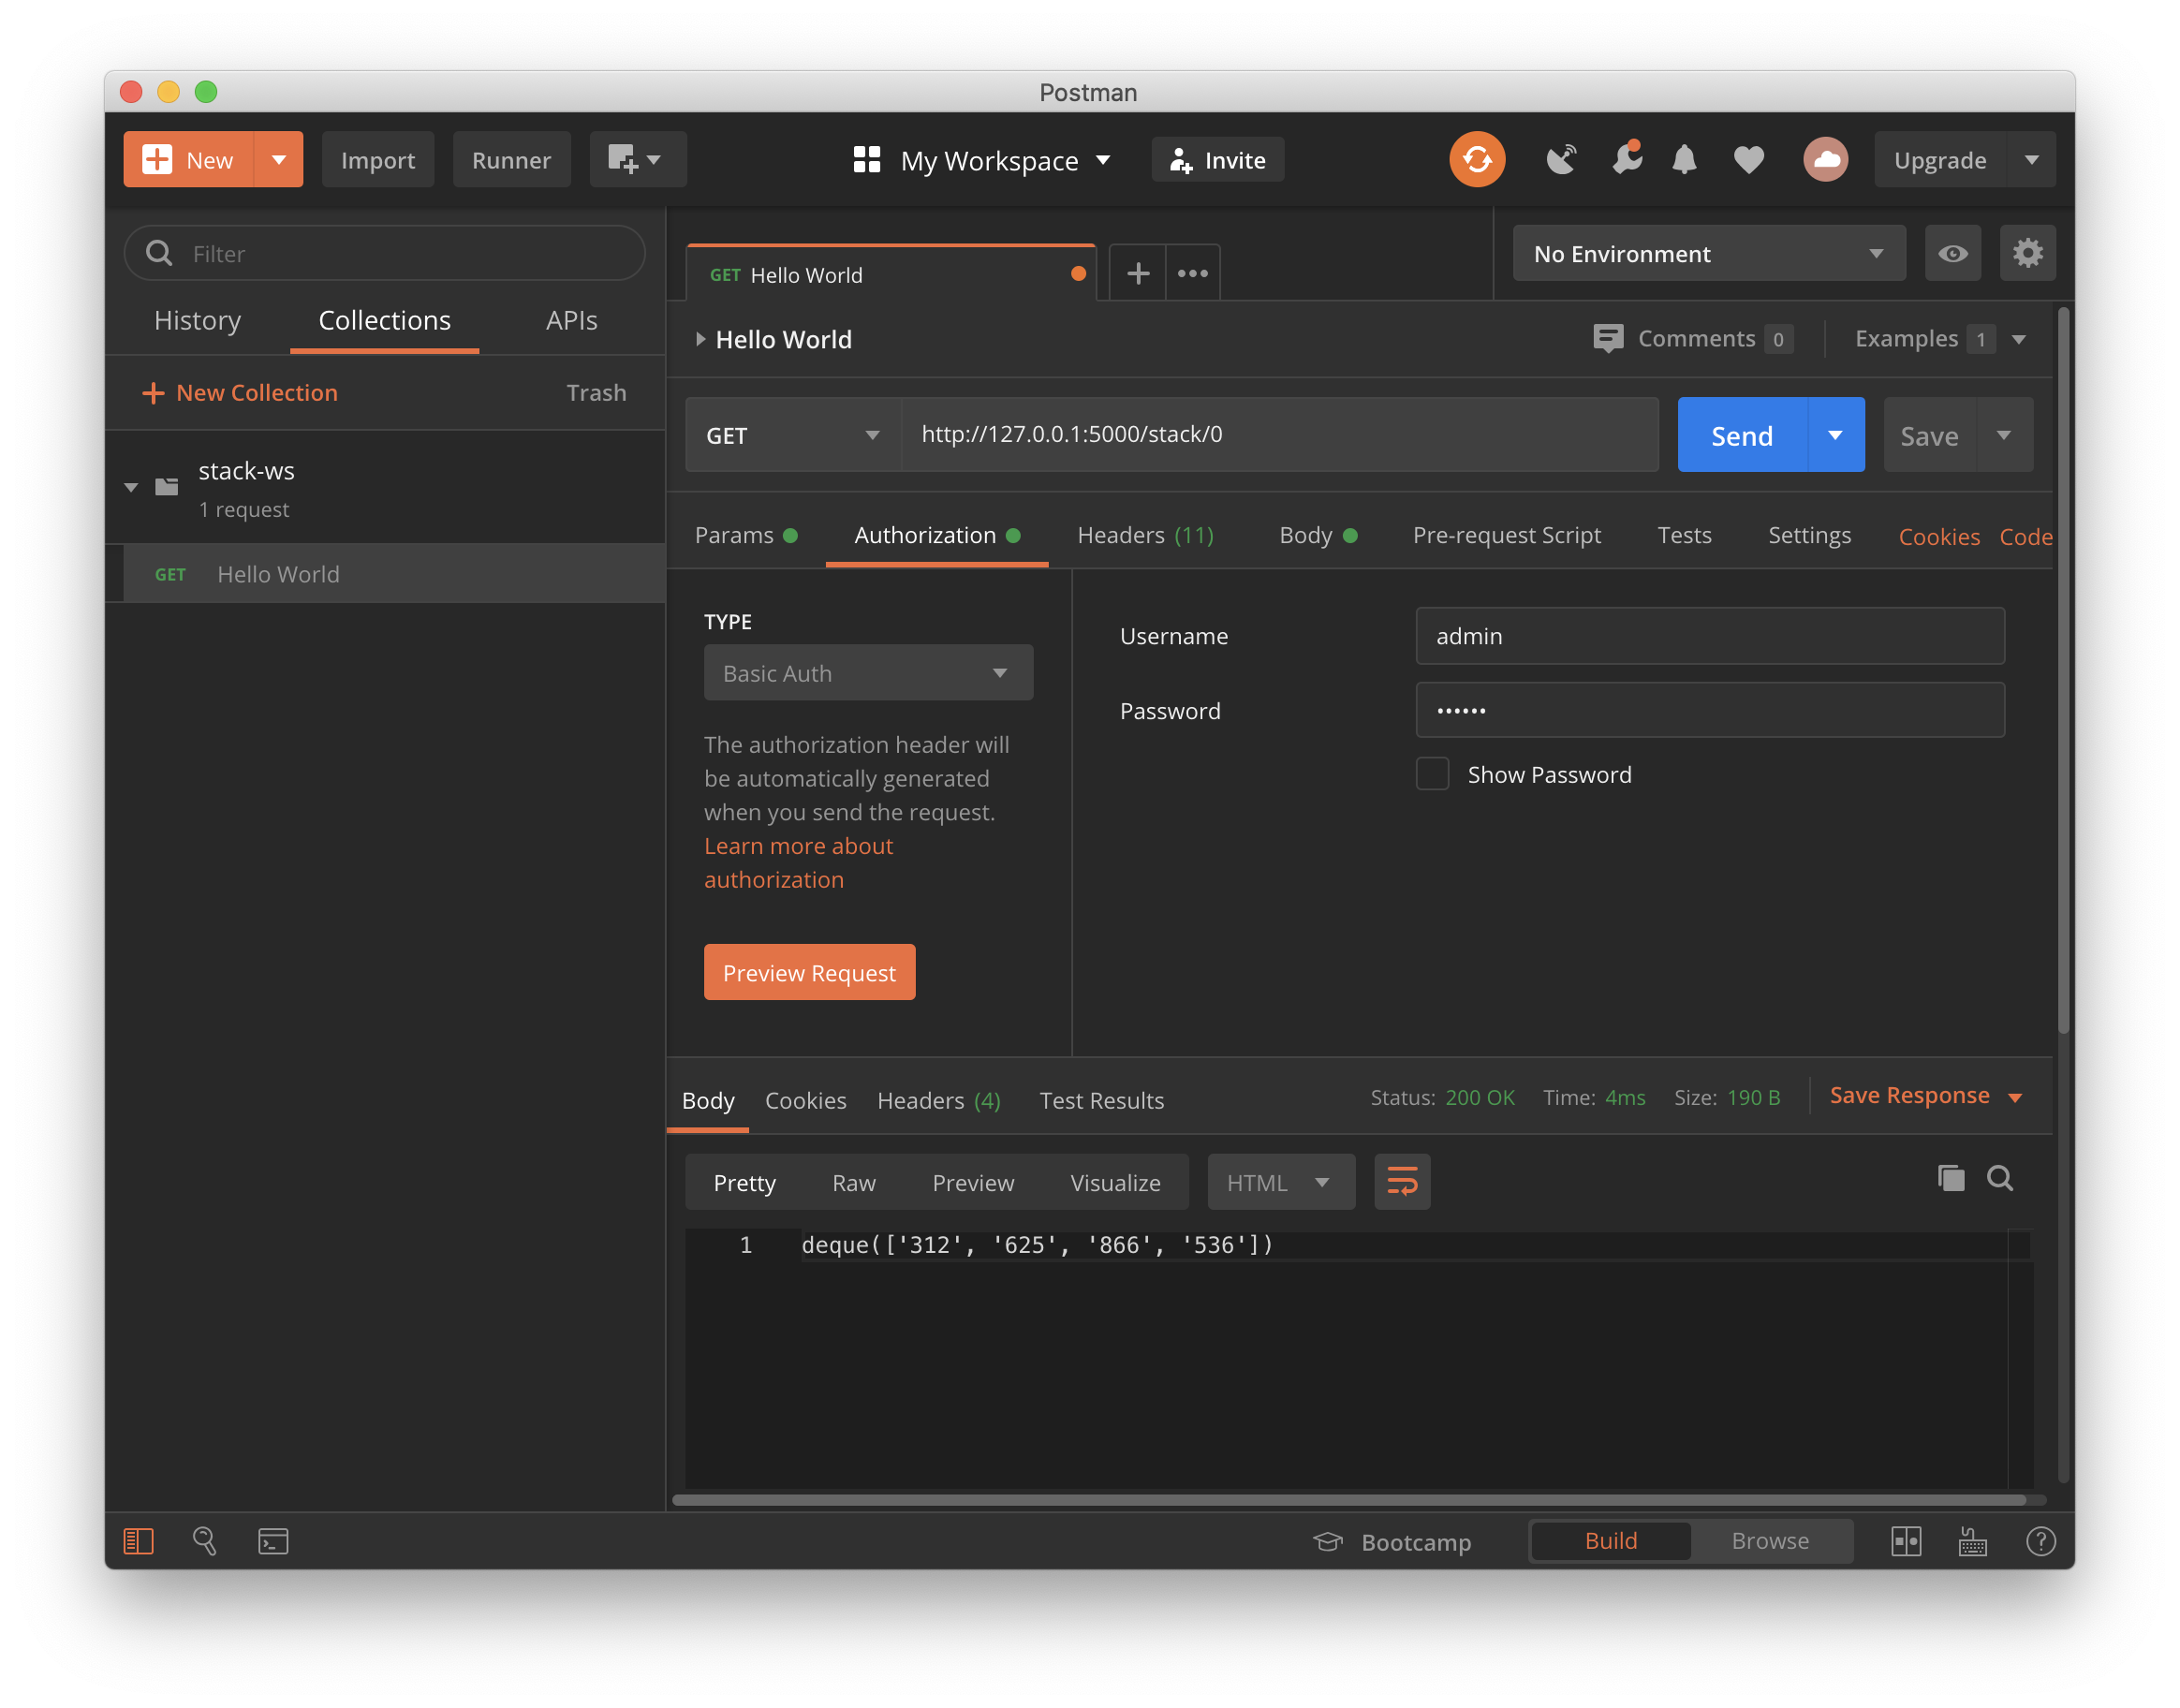 Postman
New
Import
Runner
My Workspace
Invite
Upgrade
Filter
History
Collections
APIs
New Collection
Trash
stack-ws
1 request
GET Hello World
GET Hello World
No Environment
Hello World
Comments 0
Examples 1
GET
http://127.0.0.1:5000/stack/0
Send
Save
Params
Authorization
Headers (11)
Body
Pre-request Script
Tests
Settings
Cookies
Code
TYPE
Basic Auth
The authorization header will
be automatically generated
when you send the request.
Learn more about
authorization
Preview Request
Username
admin
Password
••••••
Show Password
Body
Cookies
Headers (4)
Test Results
Status: 200 OK
Time: 4ms
Size: 190 B
Save Response
Pretty
Raw
Preview
Visualize
HTML
1 deque(['312', '625', '866', '536'])
Bootcamp
Build
Browse